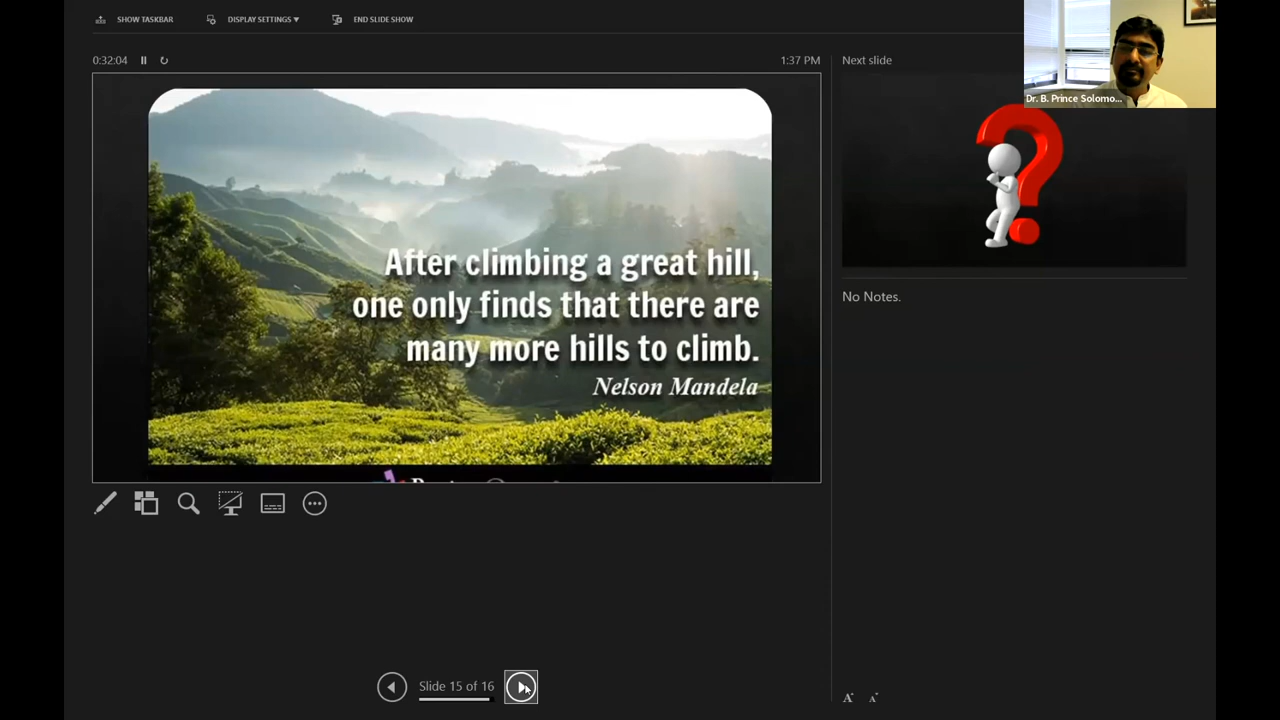 SHOW TASKBAR
DISPLAY SETTINGS ▼
END SLIDE SHOW
0:32:04
1:37 PM
Next slide
Dr. B. Prince Solomo...
After climbing a great hill,
one only finds that there are
many more hills to climb.
Nelson Mandela
No Notes.
Slide 15 of 16
A A